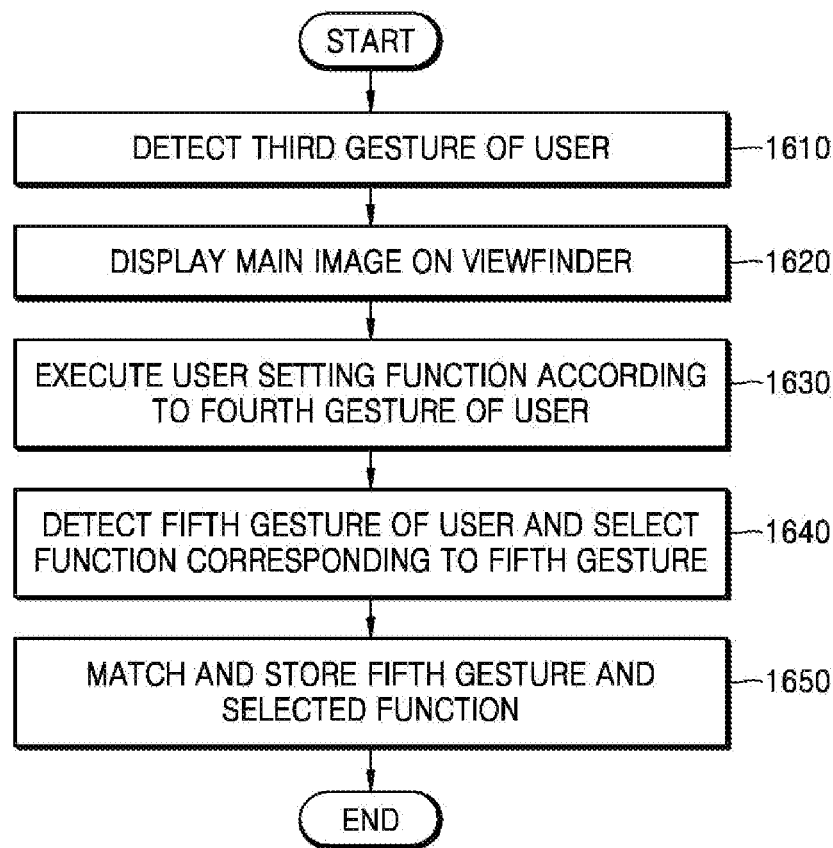 START
DETECT THIRD GESTURE OF USER
1610
DISPLAY MAIN IMAGE ON VIEWFINDER
1620
EXECUTE USER SETTING FUNCTION ACCORDING
TO FOURTH GESTURE OF USER
1630
DETECT FIFTH GESTURE OF USER AND SELECT
FUNCTION CORRESPONDING TO FIFTH GESTURE
1640
MATCH AND STORE FIFTH GESTURE AND
SELECTED FUNCTION
1650
END